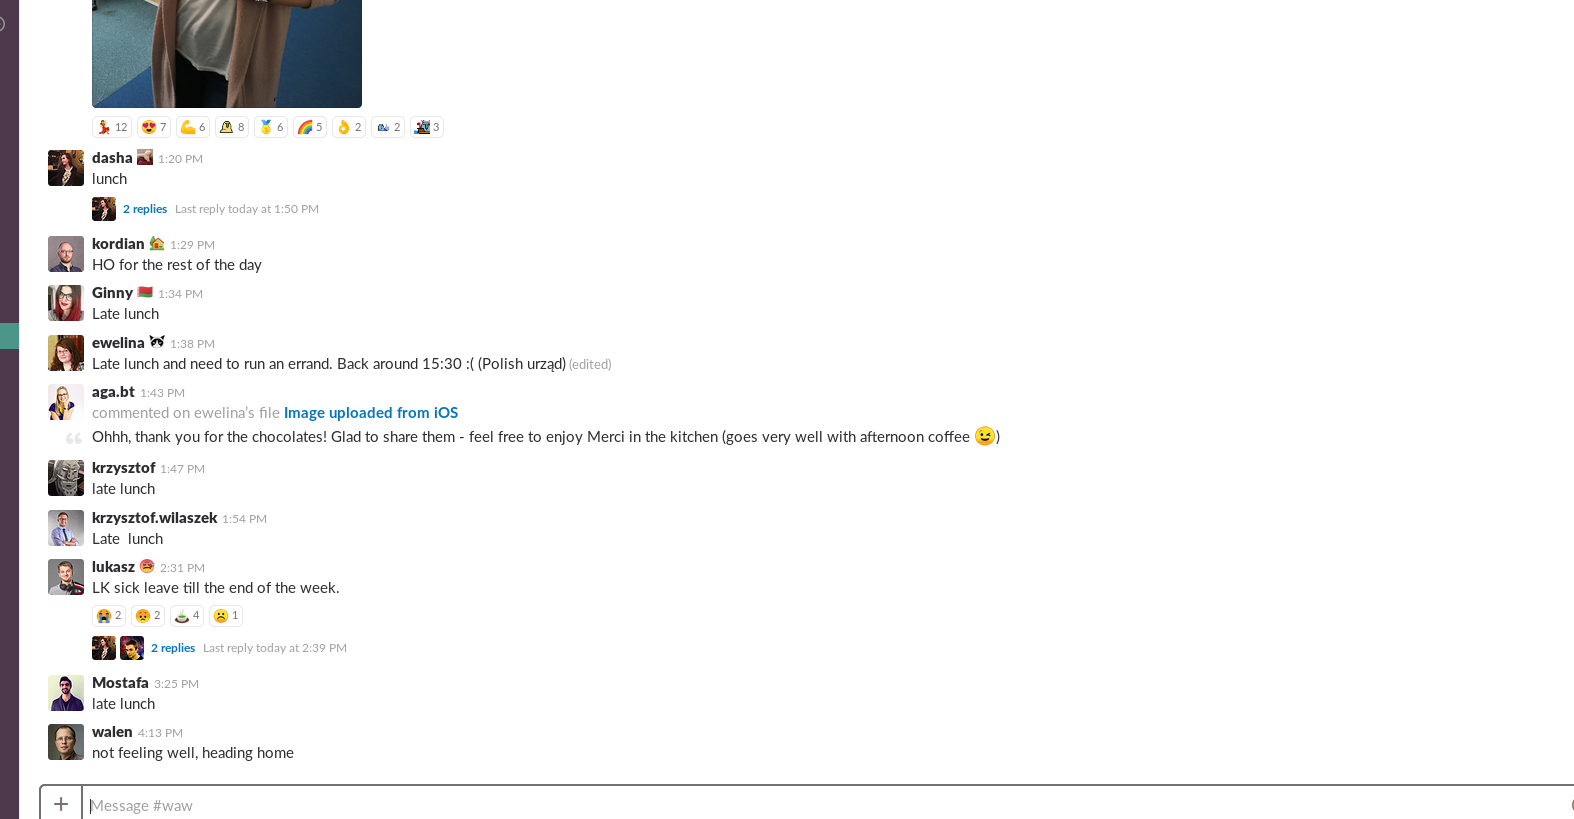 12 7 6 8 6 5 2 2 3
dasha 1:20 PM
lunch
2 replies Last reply today at 1:50 PM
kordian 1:29 PM
HO for the rest of the day
Ginny 1:34 PM
Late lunch
ewelina 1:38 PM
Late lunch and need to run an errand. Back around 15:30 :( (Polish urząd) (edited)
aga.bt 1:43 PM
commented on ewelina’s file Image uploaded from iOS
Ohhh, thank you for the chocolates! Glad to share them - feel free to enjoy Merci in the kitchen (goes very well with afternoon coffee 😉)
krzysztof 1:47 PM
late lunch
krzysztof.wilaszek 1:54 PM
Late  lunch
lukasz 2:31 PM
LK sick leave till the end of the week.
2 2 4 1
2 replies Last reply today at 2:39 PM
Mostafa 3:25 PM
late lunch
walen 4:13 PM
not feeling well, heading home
Message #waw